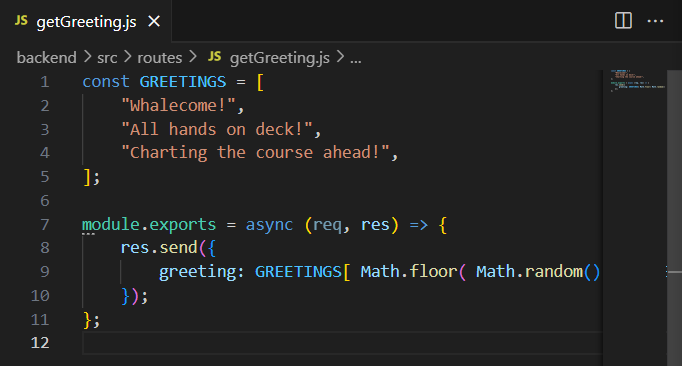 JS getGreeting.js
backend > src > routes > JS getGreeting.js > ...
1 const GREETINGS = [
2     "Whalecome!",
3     "All hands on deck!",
4     "Charting the course ahead!",
5 ];
6
7 module.exports = async (req, res) => {
8     res.send({
9         greeting: GREETINGS[ Math.floor( Math.random()
10     });
11 };
12